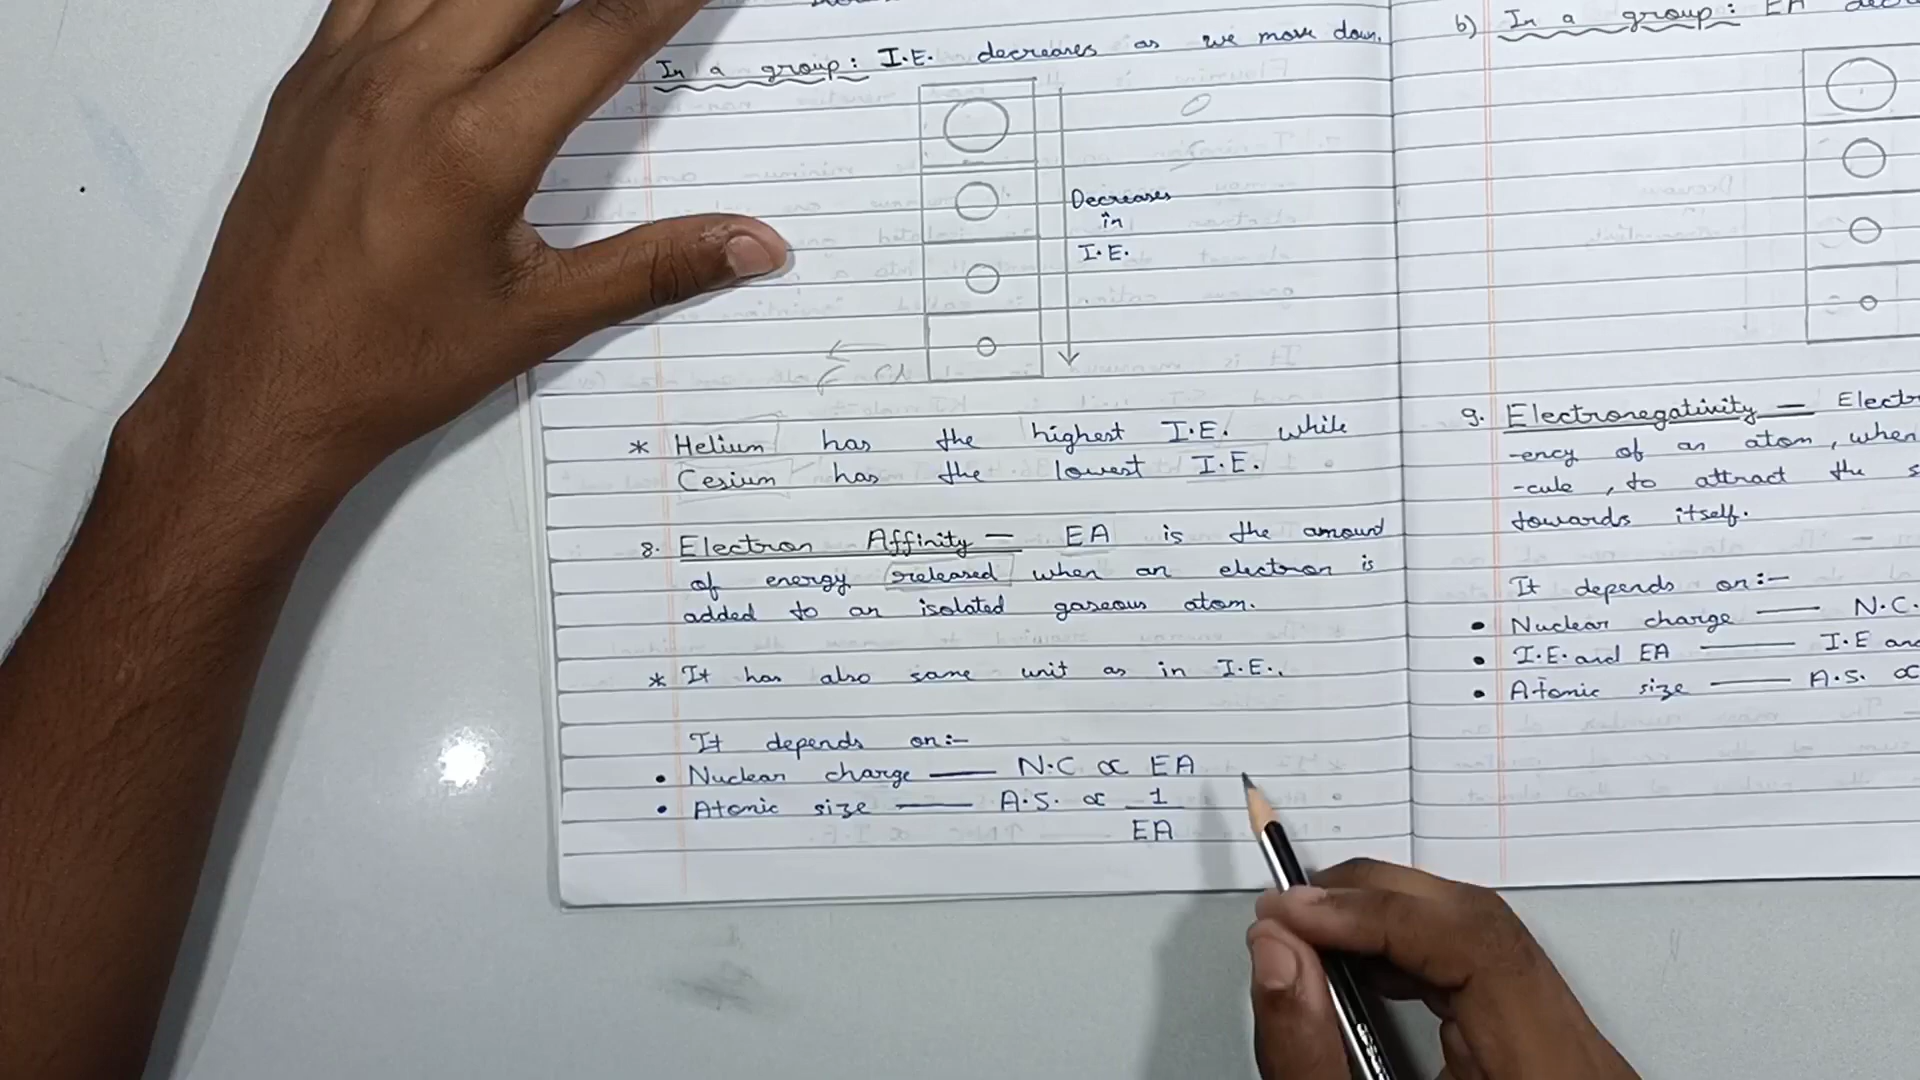 In a group: I.E. decreases as we move down.
Decreases
in
I.E.
* Helium has the highest I.E. while
Cesium has the lowest I.E.
8. Electron Affinity — EA is the amount
of energy released when an electron is
added to an isolated gaseous atom.
* It has also same unit as in I.E..
It depends on:-
• Nuclear charge — N.C ∝ EA
• Atomic size — A.S. ∝ 1
EA
b) In a group: EA
9. Electronegativity — Electr
-ency of an atom, when
-cule, to attract the s
towards itself.
It depends on:-
• Nuclear charge — N.C.
• I.E. and EA — I.E and
• Atomic size — A.S. ∝